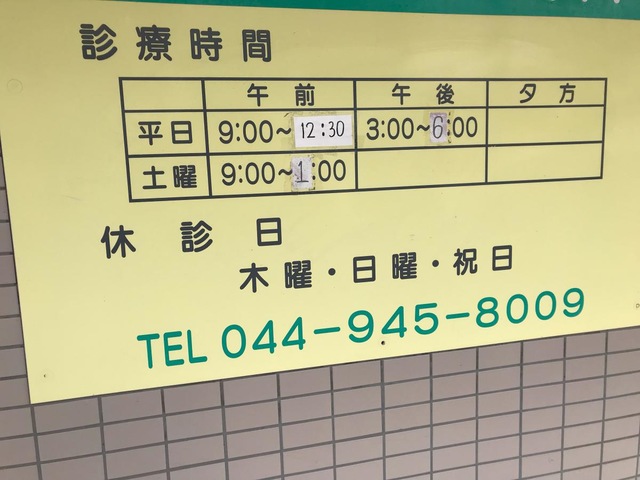 診療時間
午前 午後 夕方
平日 9:00~12:30 3:00~6:00
土曜 9:00~1:00
休診日
木曜・日曜・祝日
TEL 044-945-8009